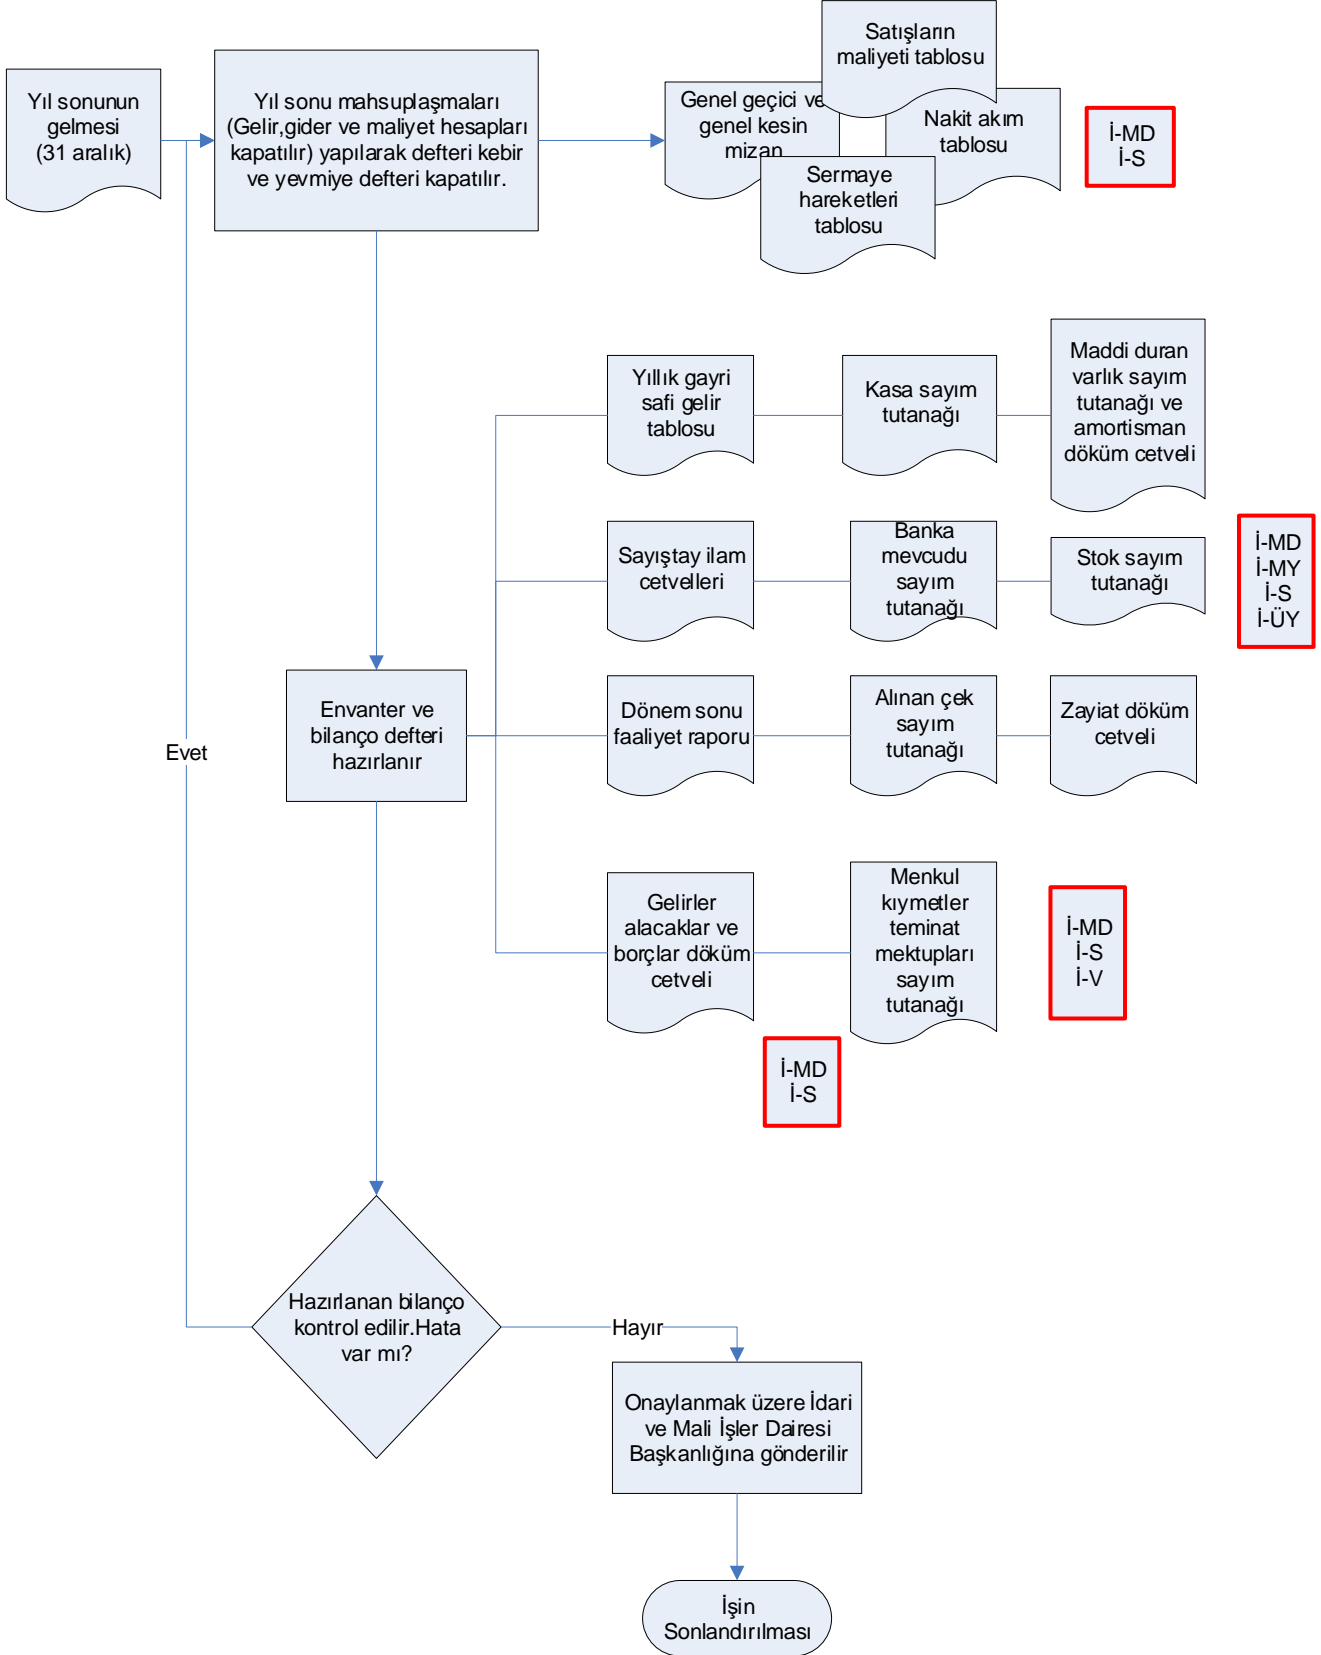 Yıl sonunun
gelmesi
(31 aralık)
Yıl sonu mahsuplaşmaları
(Gelir,gider ve maliyet hesapları
kapatılır) yapılarak defteri kebir
ve yevmiye defteri kapatılır.
Satışların
maliyeti tablosu
Genel geçici ve
genel kesin
mizan
Nakit akım
tablosu
Sermaye
hareketleri
tablosu
İ-MD
İ-S
Yıllık gayri
safi gelir
tablosu
Kasa sayım
tutanağı
Maddi duran
varlık sayım
tutanağı ve
amortisman
döküm cetveli
Sayıştay ilam
cetvelleri
Banka
mevcudu
sayım
tutanağı
Stok sayım
tutanağı
İ-MD
İ-MY
İ-S
İ-ÜY
Envanter ve
bilanço defteri
hazırlanır
Dönem sonu
faaliyet raporu
Alınan çek
sayım
tutanağı
Zayiat döküm
cetveli
Evet
Gelirler
alacaklar ve
borçlar döküm
cetveli
Menkul
kıymetler
teminat
mektupları
sayım
tutanağı
İ-MD
İ-S
İ-V
İ-MD
İ-S
Hazırlanan bilanço
kontrol edilir.Hata
var mı?
Hayır
Onaylanmak üzere İdari
ve Mali İşler Dairesi
Başkanlığına gönderilir
İşin
Sonlandırılması